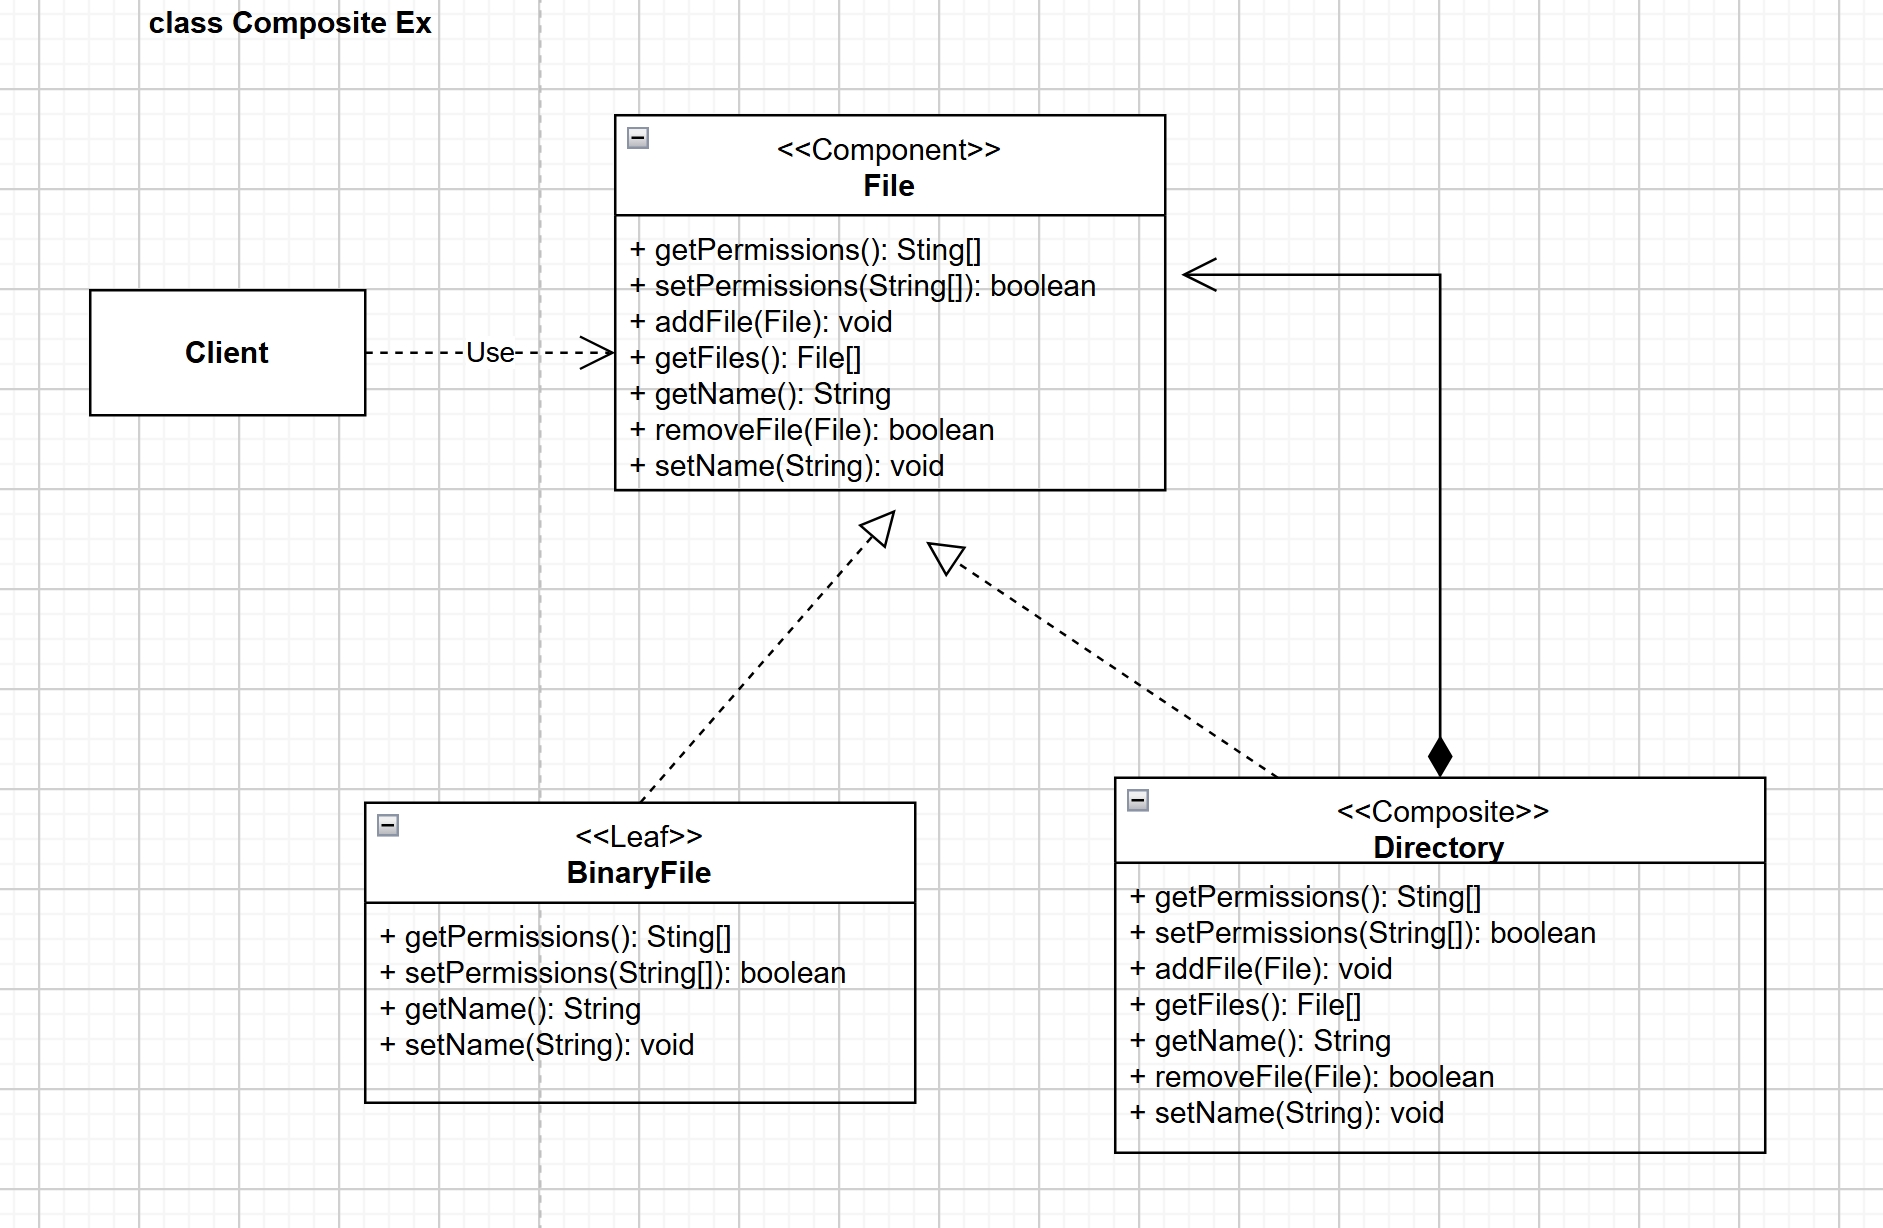 class Composite Ex
<<Component>>
File
+ getPermissions(): Sting[]
+ setPermissions(String[]): boolean
+ addFile(File): void
+ getFiles(): File[]
+ getName(): String
+ removeFile(File): boolean
+ setName(String): void
Client
Use
<<Leaf>>
BinaryFile
+ getPermissions(): Sting[]
+ setPermissions(String[]): boolean
+ getName(): String
+ setName(String): void
<<Composite>>
Directory
+ getPermissions(): Sting[]
+ setPermissions(String[]): boolean
+ addFile(File): void
+ getFiles(): File[]
+ getName(): String
+ removeFile(File): boolean
+ setName(String): void